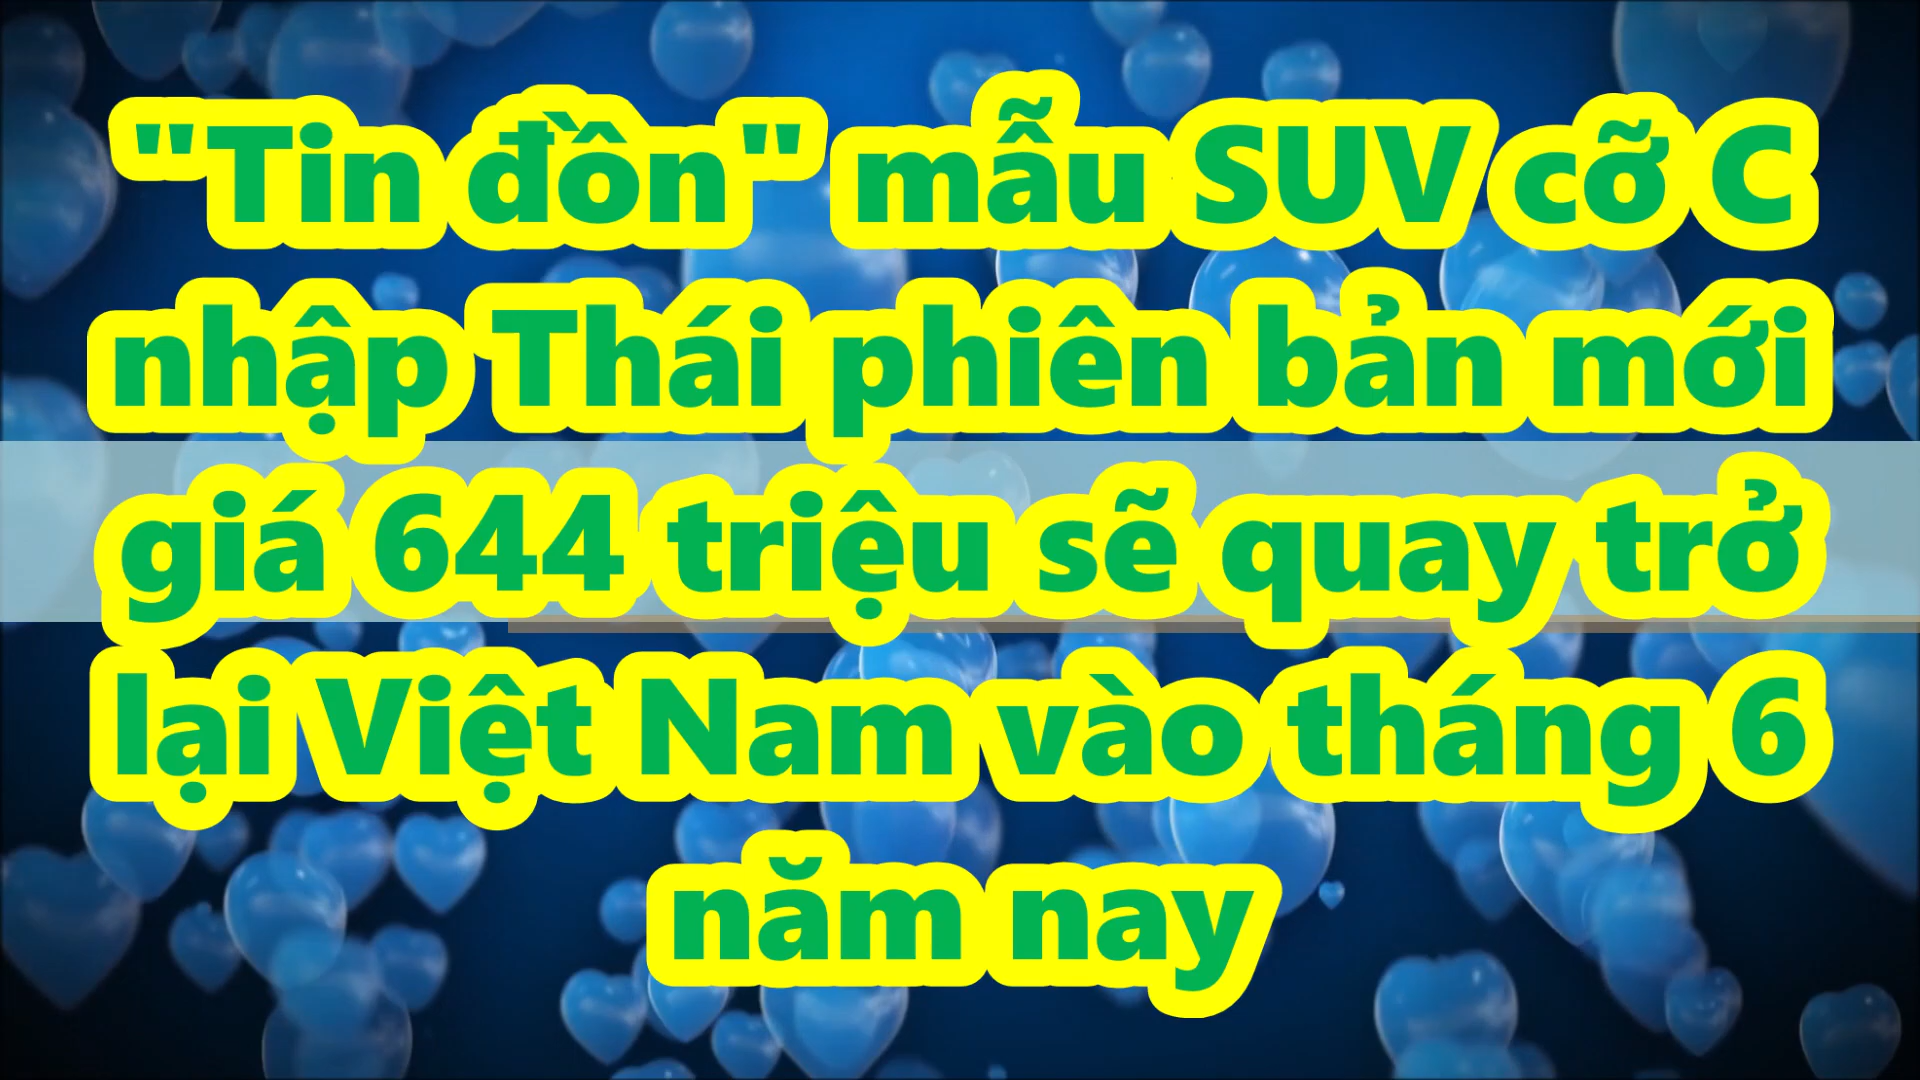 "Tin đồn" mẫu SUV cỡ C
nhập Thái phiên bản mới
giá 644 triệu sẽ quay trở
lại Việt Nam vào tháng 6
năm nay